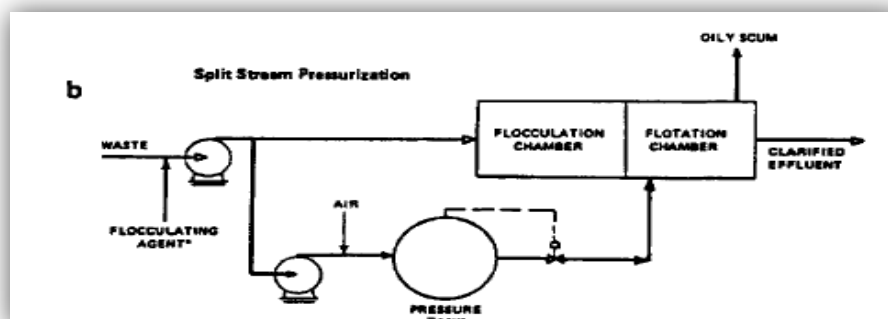 b
Split Stream Pressurization
OILY SCUM
FLOCCULATION
CHAMBER
FLOTATION
CHAMBER
WASTE
CLARIFIED
EFFLUENT
FLOCCULATING
AGENT*
AIR
PRESSURE